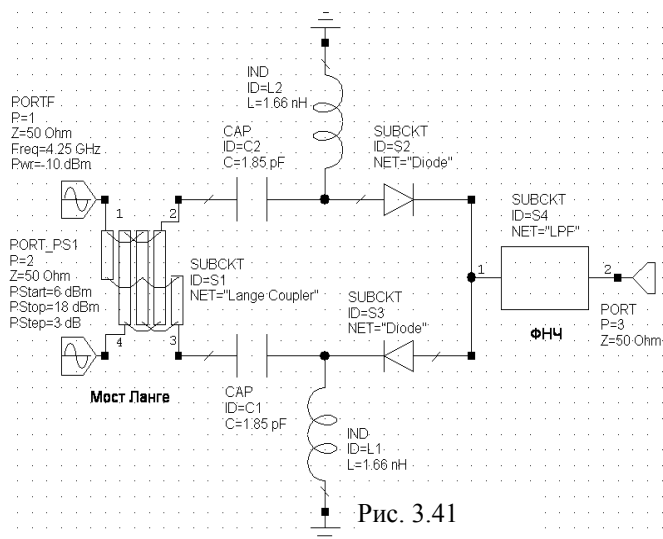 IND
ID=L2
L=1.66 nH
PORTF
P=1
Z=50 Ohm
Freq=4.25 GHz
Pwr=-10 dBm
CAP
ID=C2
C=1.85 pF
SUBCKT
ID=S2
NET="Diode"
SUBCKT
ID=S4
NET="LPF"
1
2
PORT_PS1
P=2
Z=50 Ohm
PStart=6 dBm
PStop=18 dBm
PStep=3 dB
SUBCKT
ID=S1
NET="Lange Coupler"
SUBCKT
ID=S3
NET="Diode"
1
2
ФНЧ
PORT
P=3
Z=50 Ohm
4
3
Мост Ланге
CAP
ID=C1
C=1.85 pF
IND
ID=L1
L=1.66 nH
Рис. 3.41